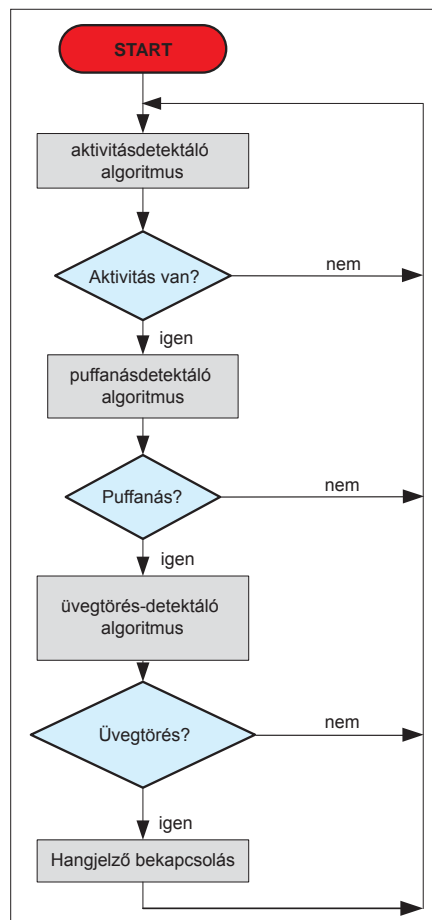 START
aktivitásdetektáló
algoritmus
Aktivitás van?
nem
igen
puffanásdetektáló
algoritmus
Puffanás?
nem
igen
üvegtörés-detektáló
algoritmus
Üvegtörés?
nem
igen
Hangjelző bekapcsolás